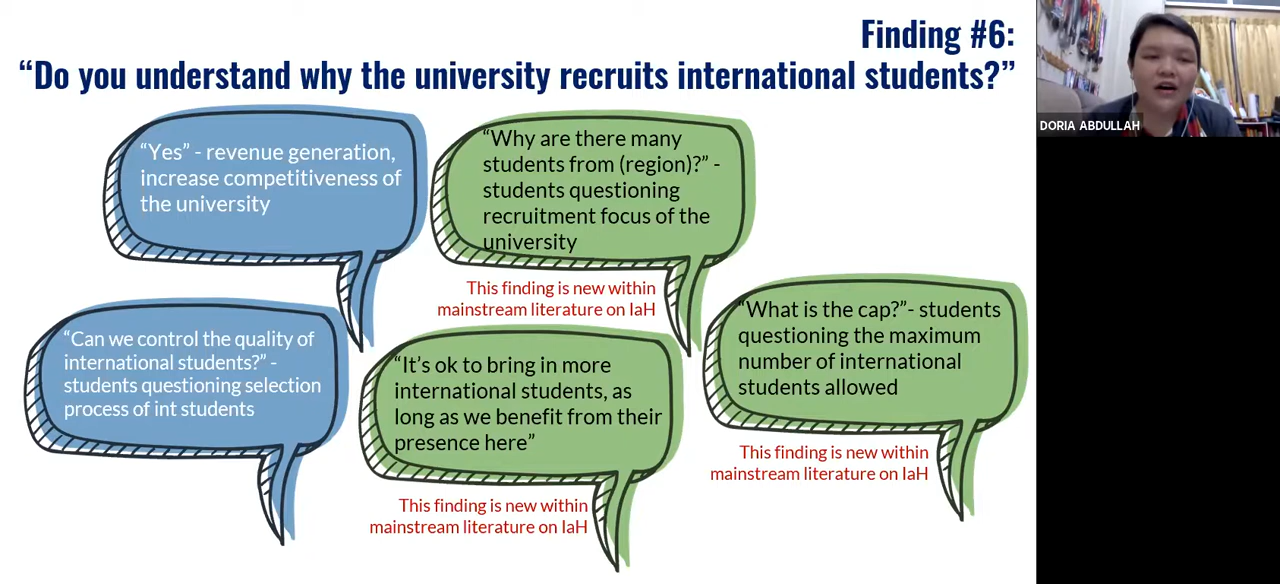 Finding #6:
“Do you understand why the university recruits international students?”
“Yes” - revenue generation,
increase competitiveness of
the university
“Why are there many
students from (region)?” -
students questioning
recruitment focus of the
university
This finding is new within
mainstream literature on IaH
“Can we control the quality of
international students?” -
students questioning selection
process of int students
“It’s ok to bring in more
international students, as
long as we benefit from their
presence here”
This finding is new within
mainstream literature on IaH
“What is the cap?”- students
questioning the maximum
number of international
students allowed
This finding is new within
mainstream literature on IaH
DORIA ABDULLAH